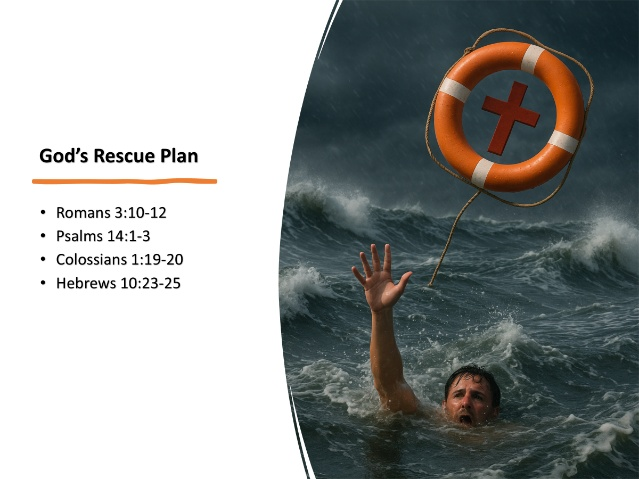 God’s Rescue Plan
• Romans 3:10-12
• Psalms 14:1-3
• Colossians 1:19-20
• Hebrews 10:23-25